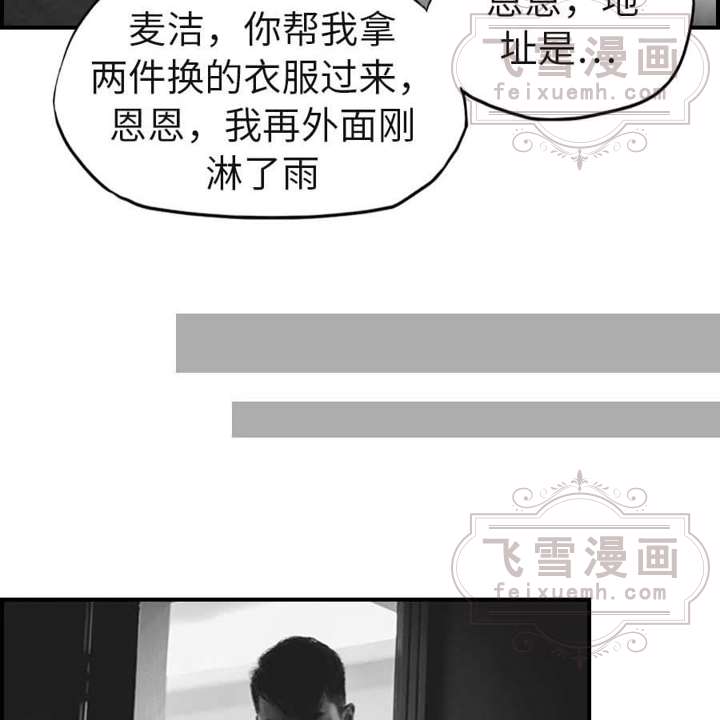 麦洁，你帮我拿
两件换的衣服过来，
恩恩，我再外面刚
淋了雨
恩恩，地
址是...
飞雪漫画
feixuemh.com
飞雪漫画
feixuemh.com